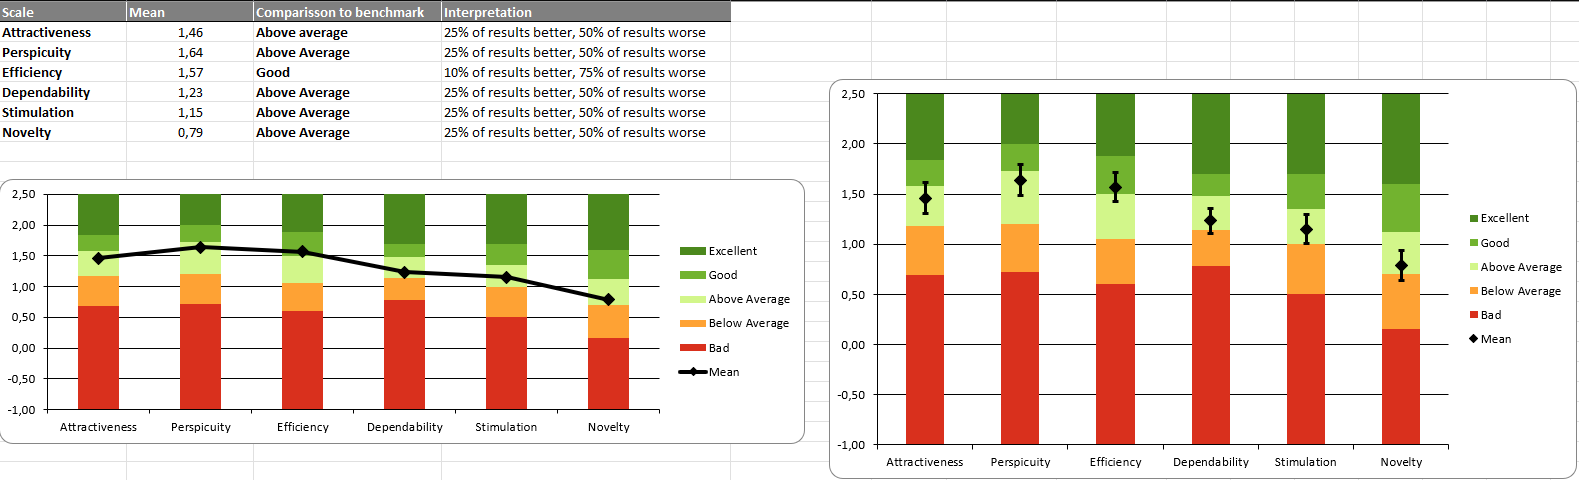 Scale Mean Comparisson to benchmark Interpretation
Attractiveness 1,46 Above average 25% of results better, 50% of results worse
Perspicuity 1,64 Above Average 25% of results better, 50% of results worse
Efficiency 1,57 Good 10% of results better, 75% of results worse
Dependability 1,23 Above Average 25% of results better, 50% of results worse
Stimulation 1,15 Above Average 25% of results better, 50% of results worse
Novelty 0,79 Above Average 25% of results better, 50% of results worse
2,50
2,00
1,50
1,00
0,50
0,00
-0,50
-1,00
Attractiveness Perspicuity Efficiency Dependability Stimulation Novelty
Excellent
Good
Above Average
Below Average
Bad
Mean
2,50
2,00
1,50
1,00
0,50
0,00
-0,50
-1,00
Attractiveness Perspicuity Efficiency Dependability Stimulation Novelty
Excellent
Good
Above Average
Below Average
Bad
Mean